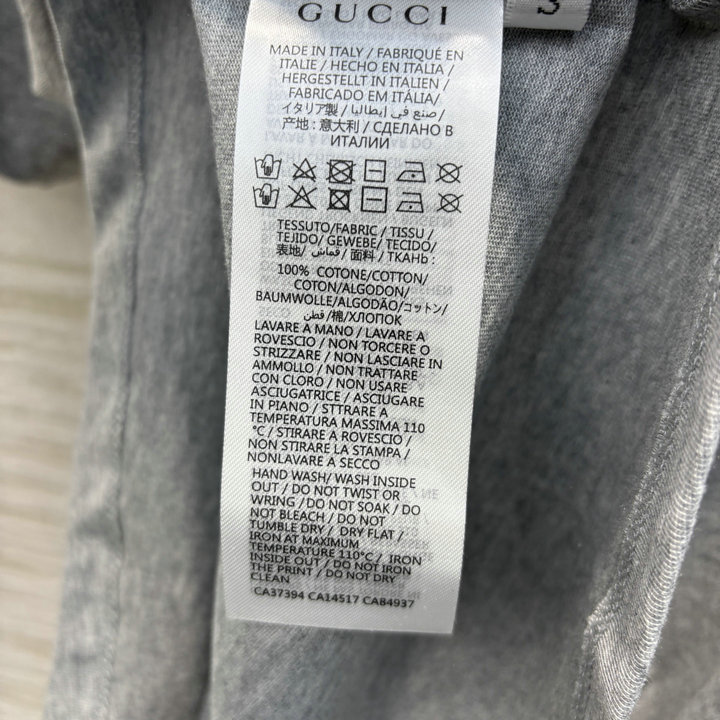 GUCCI
S
MADE IN ITALY / FABRIQUÉ EN
ITALIE / HECHO EN ITALIA /
HERGESTELLT IN ITALIEN /
FABRICADO EM ITÁLIA/
イタリア製 / صنع في إيطاليا /
产地 : 意大利 / СДЕЛАНО В
ИТАЛИИ
TESSUTO/FABRIC / TISSU /
TEJIDO/ GEWEBE/ TECIDO/
表地/ قماش / 面料 / ТКАНЬ :
100% COTONE/COTTON/
COTON/ALGODON/
BAUMWOLLE/ALGODÃO/コットン/
قطن /棉/ХЛОПОК
LAVARE A MANO / LAVARE A
ROVESCIO / NON TORCERE O
STRIZZARE / NON LASCIARE IN
AMMOLLO / NON TRATTARE
CON CLORO / NON USARE
ASCIUGATRICE / ASCIUGARE
IN PIANO / STTRARE A
TEMPERATURA MASSIMA 110
°C / STIRARE A ROVESCIO /
NON STIRARE LA STAMPA /
NONLAVARE A SECCO
HAND WASH/ WASH INSIDE
OUT / DO NOT TWIST OR
WRING /DO NOT SOAK / DO
NOT BLEACH / DO NOT
TUMBLE DRY / DRY FLAT /
IRON AT MAXIMUM
TEMPERATURE 110°C / IRON
INSIDE OUT / DO NOT IRON
THE PRINT / DO NOT DRY
CLEAN
CA37394 CA14517 CA84937